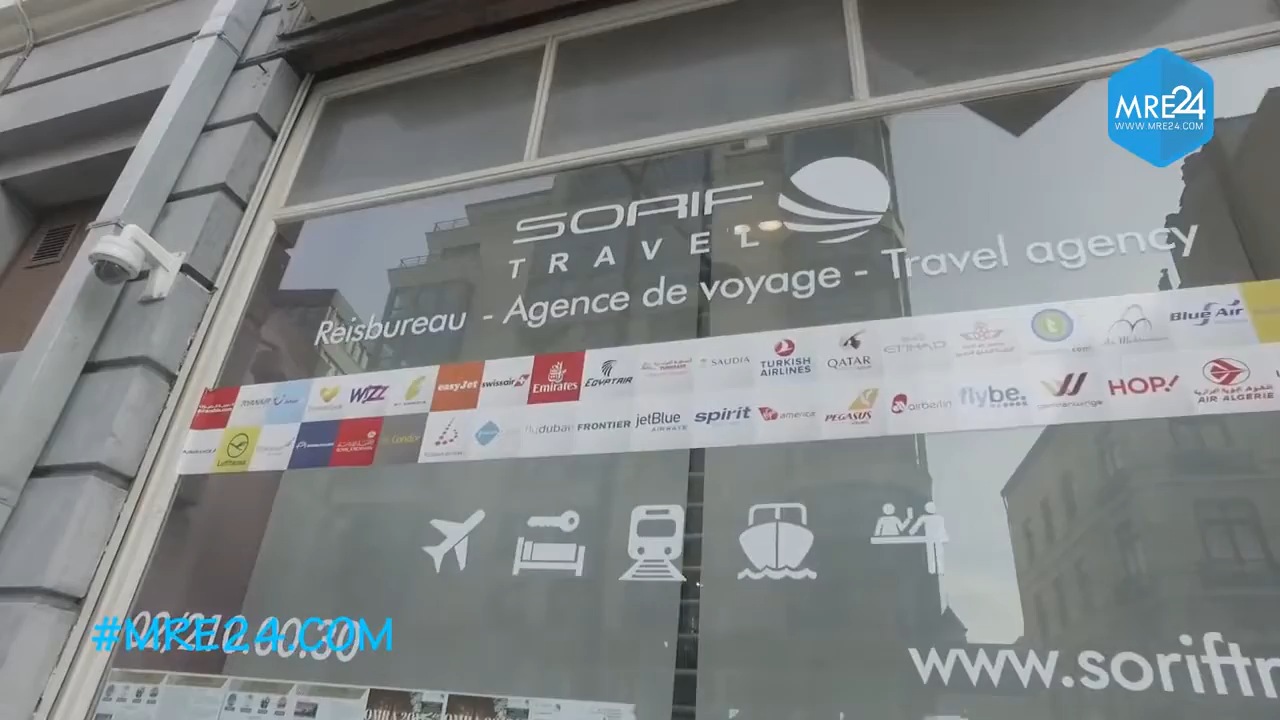 MRE24
WWW.MRE24.COM
SORIF
TRAVEL
Reisbureau - Agence de voyage - Travel agency
WIZZ easyJet swissair Emirates EGYPTAIR SAUDIA TURKISH AIRLINES QATAR ETIHAD Blue Air
Lufthansa Condor flydubai FRONTIER jetBlue AIRWAYS spirit america PEGASUS airberlin flybe. germanwings HOP! AIR ALGERIE
#MRE24.COM
www.soriftr